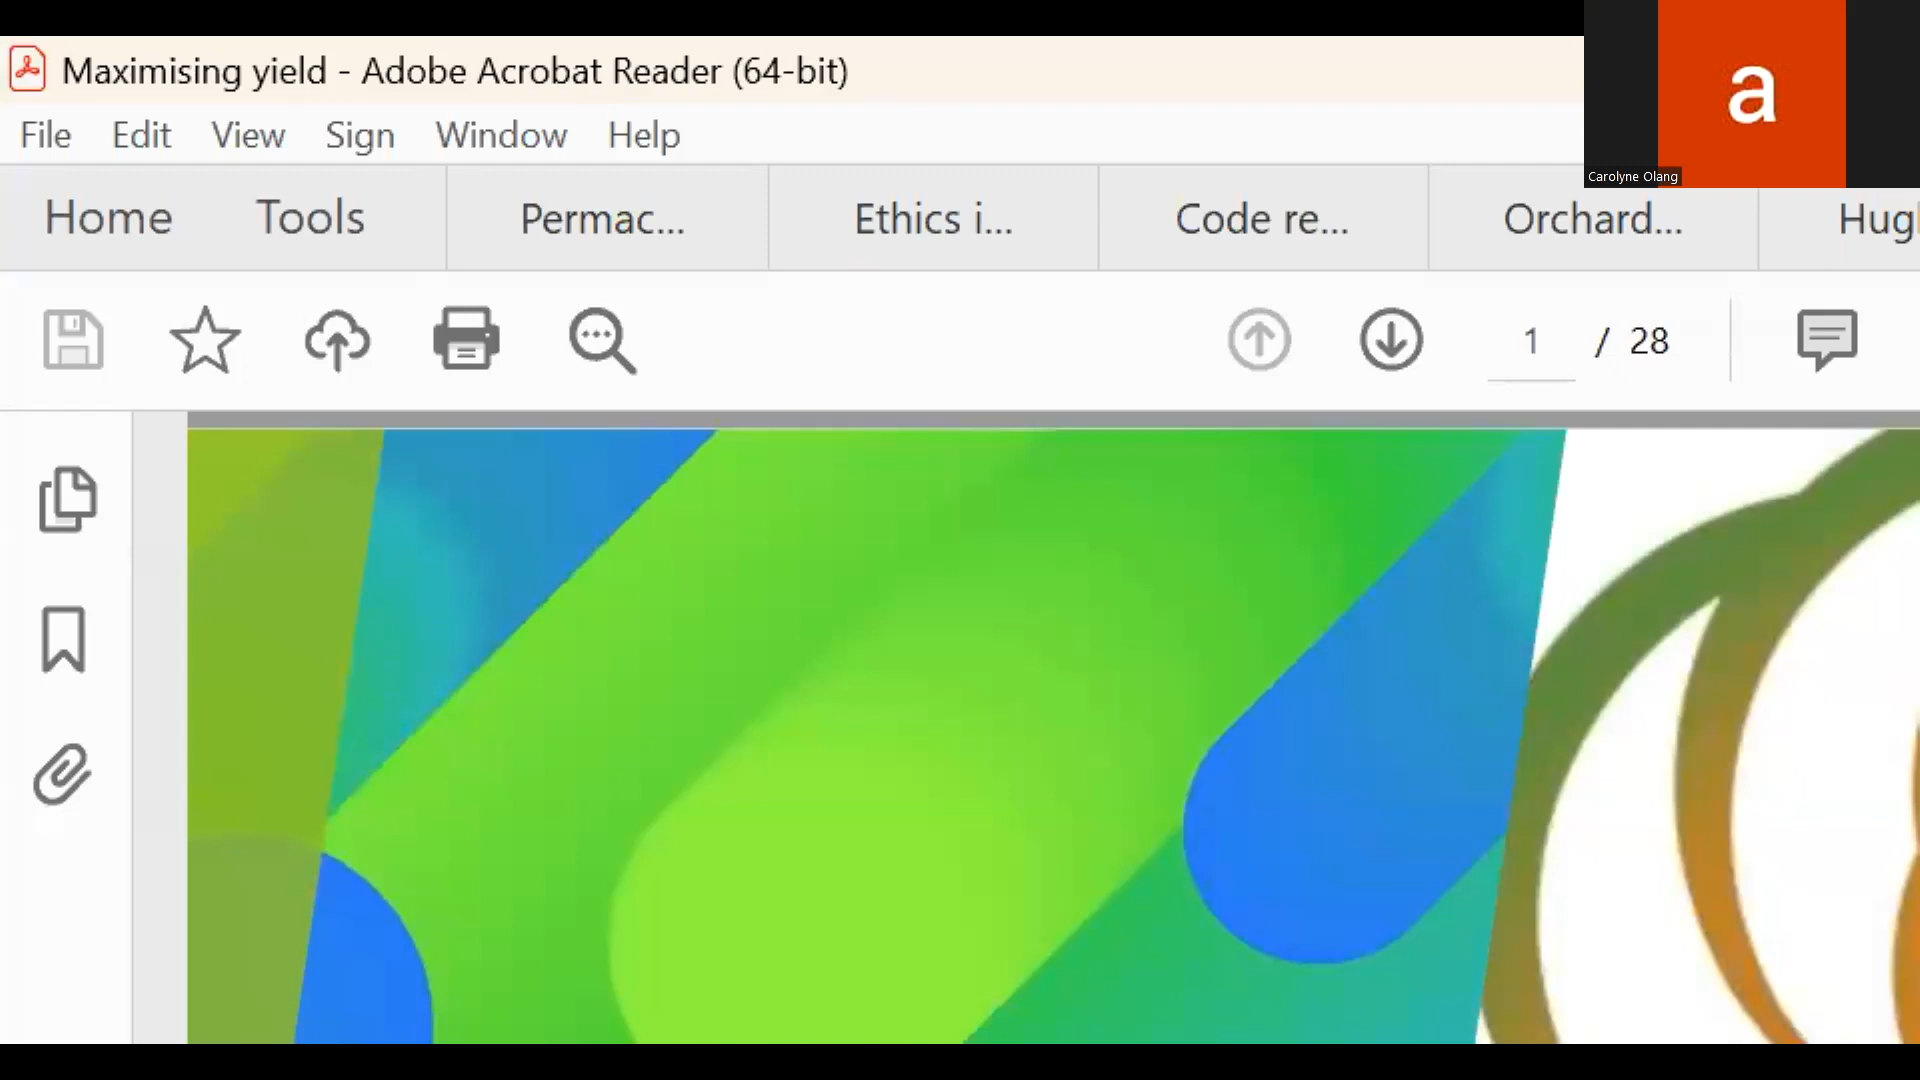 Maximising yield - Adobe Acrobat Reader (64-bit)
a
Carolyne Olang
File Edit View Sign Window Help
Home Tools Permac... Ethics i... Code re... Orchard... Hugl
1 / 28